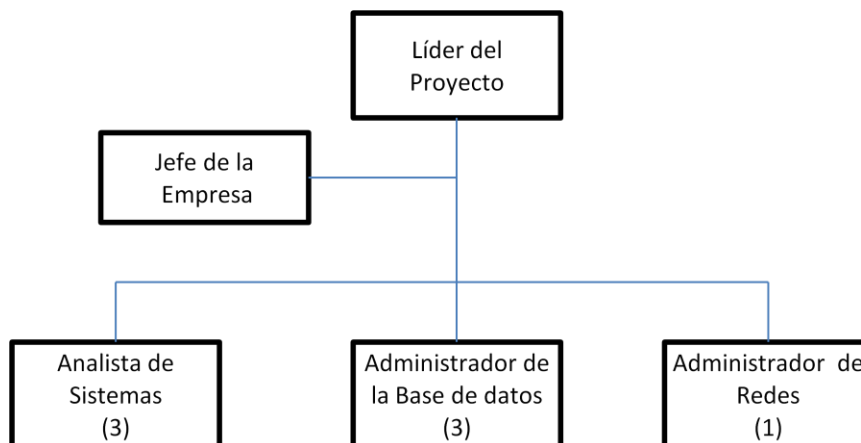 Líder del
Proyecto
Jefe de la
Empresa
Analista de
Sistemas
(3)
Administrador de
la Base de datos
(3)
Administrador de
Redes
(1)